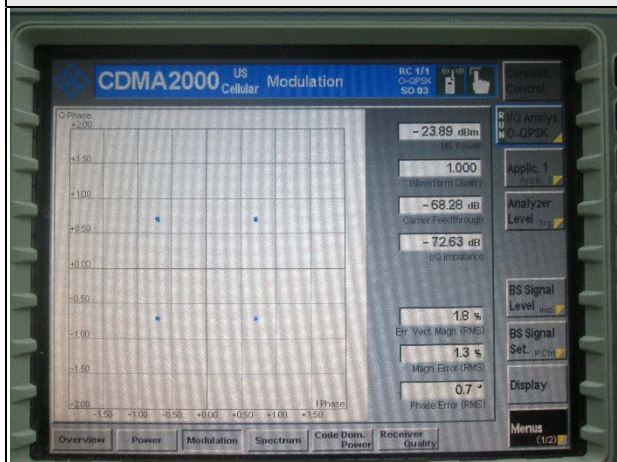 CDMA2000 US Cellular Modulation
RC 1/1
O-QPSK
SO 03
Connect
Control
Q Phase
+2.00
+1.50
+1.00
+0.50
+0.00
-0.50
-1.00
-1.50
-2.00
-1.50 -1.00 -0.50 +0.00 +0.50 +1.00 +1.50
I Phase
- 23.89 dBm
MS Power
1.000
Waveform Quality
- 68.28 dB
Carrier Feedthrough
- 72.63 dB
I/Q Imbalance
1.8 %
Err. Vect. Magn. (RMS)
1.3 %
Magn. Error (RMS)
0.7 °
Phase Error (RMS)
RUN
I/Q Analyz.
O-QPSK
Applic. 1
Analyzer
Level Trg.
BS Signal
Level
BS Signal
Set. P.Ctrl
Display
Menus
(1/2)
Overview Power Modulation Spectrum Code Dom. Power Receiver Quality